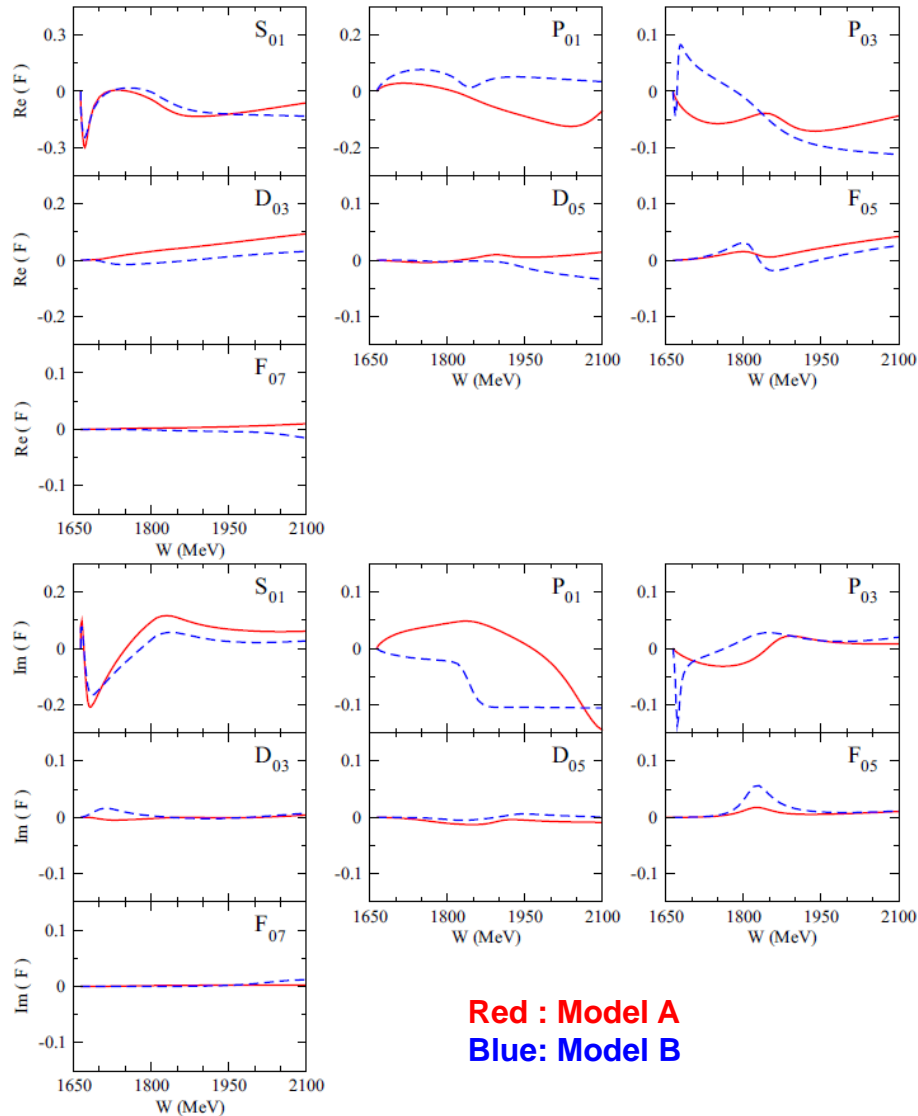 S01 P01 P03
Re ( F ) 0.3 0 -0.3 0.2 0 -0.2 0.1 0 -0.1
D03 D05 F05
Re ( F ) 0.2 0 -0.2 0.1 0 -0.1 0.1 0 -0.1
1650 1800 1950 2100 1650 1800 1950 2100
W (MeV) W (MeV)
F07
Re ( F ) 0.1 0 -0.1
1650 1800 1950 2100
W (MeV)
S01 P01 P03
Im ( F ) 0.2 0 -0.2 0.1 0 -0.1 0.1 0 -0.1
D03 D05 F05
Im ( F ) 0.1 0 -0.1 0.1 0 -0.1 0.1 0 -0.1
1650 1800 1950 2100 1650 1800 1950 2100
W (MeV) W (MeV)
F07
Im ( F ) 0.1 0 -0.1
1650 1800 1950 2100
W (MeV)
Red : Model A
Blue: Model B